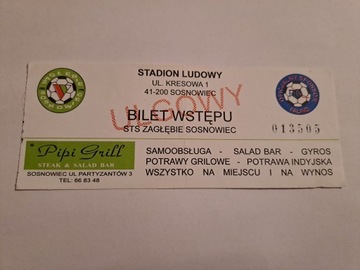 STADION LUDOWY
UL. KRESOWA 1
41-200 SOSNOWIEC
ULGOWY
BILET WSTĘPU
STS ZAGŁĘBIE SOSNOWIEC
013505
Pipi Grill
STEAK & SALAD BAR
SOSNOWIEC UL PARTYZANTÓW 3
TEL: 66 83 48
SAMOOBSŁUGA - SALAD BAR - GYROS
POTRAWY GRILOWE - POTRAWA INDYJSKA
WSZYSTKO NA MIEJSCU I NA WYNOS